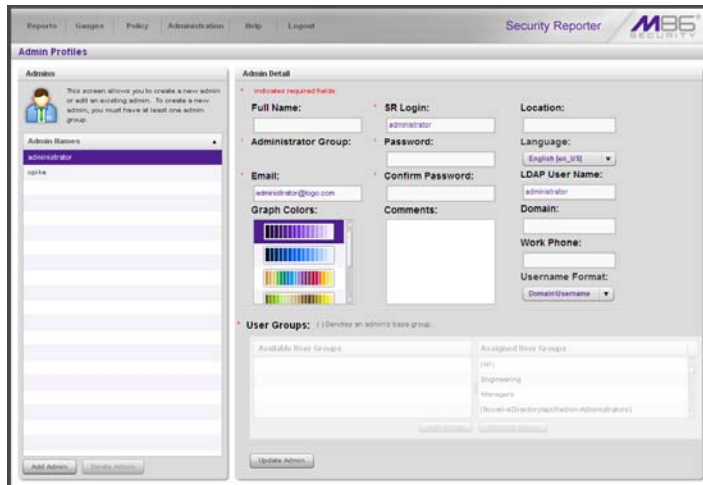 Reports Gauges Policy Administration Help Logout
Security Reporter
M86
SECURITY
Admin Profiles
Admins
This screen allows you to create a new admin
or edit an existing admin. To create a new
admin, you must have at least one admin
group.
Admin Names
administrator
Add Admin
Delete Admin
Admin Detail
* indicates required fields
Full Name:
* Administrator Group:
* Email:
administrator@logo.com
Graph Colors:
* SR Login:
administrator
* Password:
* Confirm Password:
Comments:
Location:
Language:
English [en_US]
LDAP User Name:
administrator
Domain:
Work Phone:
Username Format:
Domain\Username
* User Groups: ( ) Denotes an admin's base group.
Available User Groups
Assigned User Groups
(All)
Engineering
Managers
Update Admin